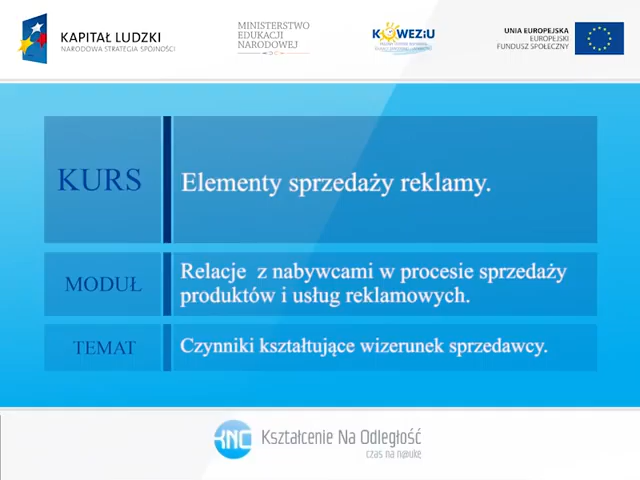 KAPITAŁ LUDZKI
NARODOWA STRATEGIA SPÓJNOŚCI
MINISTERSTWO
EDUKACJI
NARODOWEJ
KOWEZiU
UNIA EUROPEJSKA
EUROPEJSKI
FUNDUSZ SPOŁECZNY
KURS
Elementy sprzedaży reklamy.
MODUŁ
Relacje z nabywcami w procesie sprzedaży
produktów i usług reklamowych.
TEMAT
Czynniki kształtujące wizerunek sprzedawcy.
KNO Kształcenie Na Odległość
czas na n@ukę